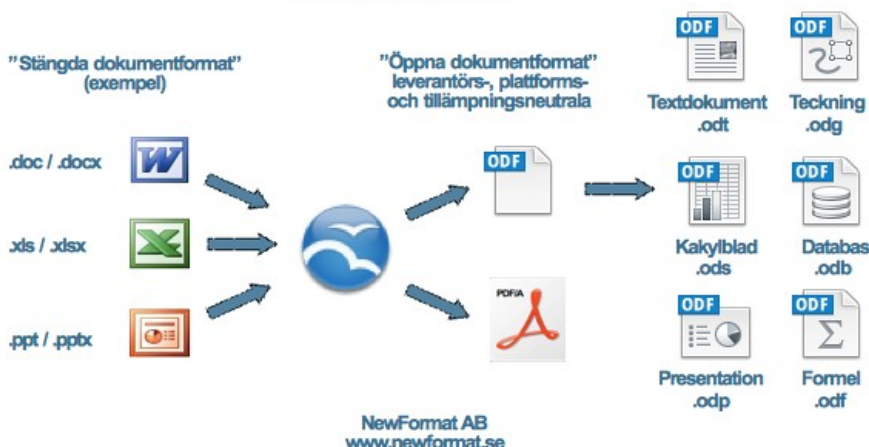 "Stängda dokumentformat"
(exempel)
.doc / .docx
W
.xls / .xlsx
X
.ppt / .pptx
"Öppna dokumentformat"
leverantörs-, plattforms-
och tillämpningsneutrala
ODF
PDF/A
ODF
Textdokument
.odt
ODF
Teckning
.odg
ODF
Kakylblad
.ods
ODF
Databas
.odb
ODF
Presentation
.odp
ODF
Σ
Formel
.odf
NewFormat AB
www.newformat.se